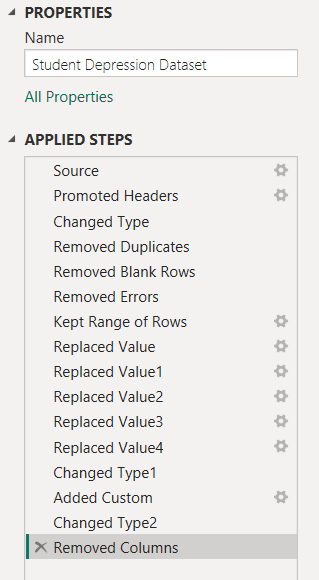 PROPERTIES
Name
Student Depression Dataset
All Properties
APPLIED STEPS
Source
Promoted Headers
Changed Type
Removed Duplicates
Removed Blank Rows
Removed Errors
Kept Range of Rows
Replaced Value
Replaced Value1
Replaced Value2
Replaced Value3
Replaced Value4
Changed Type1
Added Custom
Changed Type2
Removed Columns